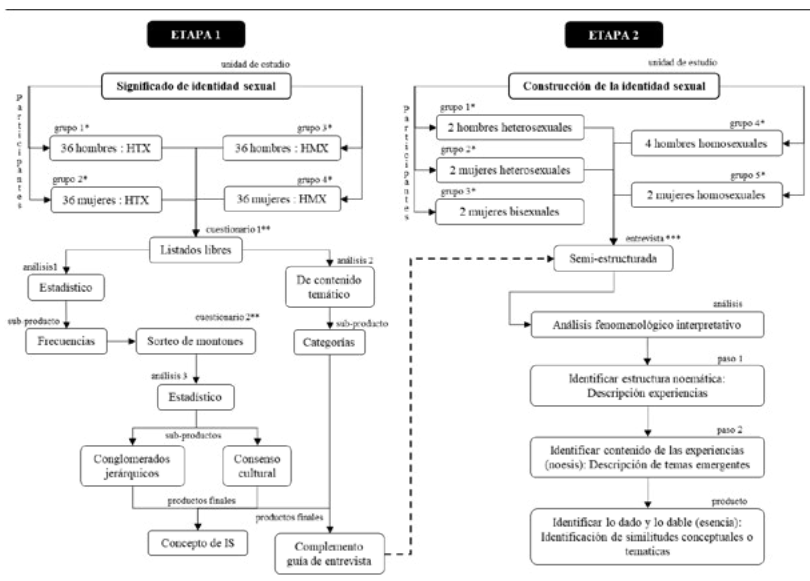 ETAPA 1
unidad de estudio
Significado de identidad sexual
Participantes
grupo 1*
36 hombres : HTX
grupo 3*
36 hombres : HMX
grupo 2*
36 mujeres : HTX
grupo 4*
36 mujeres : HMX
cuestionario 1**
Listados libres
análisis1
Estadístico
análisis 2
De contenido
temático
sub-producto
Frecuencias
cuestionario 2**
Sorteo de montones
sub-producto
Categorías
análisis 3
Estadístico
sub-productos
Conglomerados
jerárquicos
Consenso
cultural
productos finales
productos finales
Concepto de IS
Complemento
guía de entrevista
ETAPA 2
unidad de estudio
Construcción de la identidad sexual
Participantes
grupo 1*
2 hombres heterosexuales
grupo 4*
4 hombres homosexuales
grupo 2*
2 mujeres heterosexuales
grupo 5*
2 mujeres homosexuales
grupo 3*
2 mujeres bisexuales
entrevista ***
Semi-estructurada
análisis
Análisis fenomenológico interpretativo
paso 1
Identificar estructura noemática:
Descripción experiencias
paso 2
Identificar contenido de las experiencias
(noesis): Descripción de temas emergentes
producto
Identificar lo dado y lo dable (esencia):
Identificación de similitudes conceptuales o
tematicas